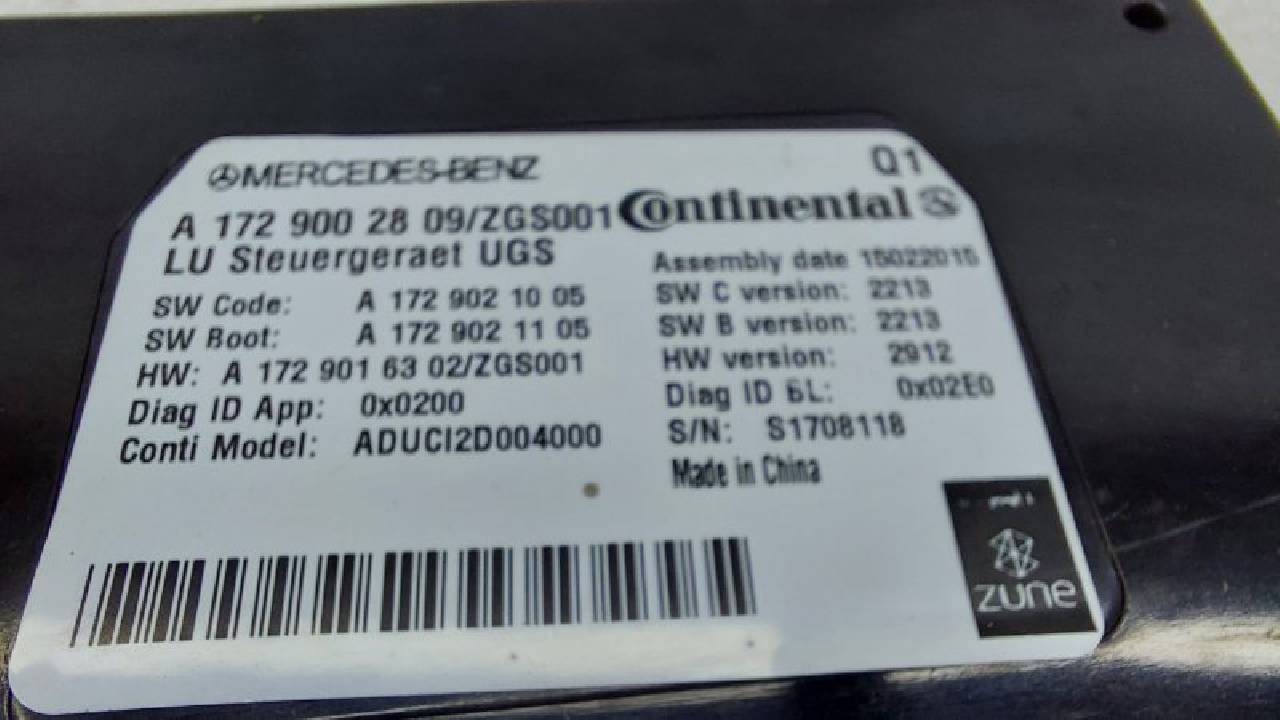 MERCEDES-BENZ
Q1
A 172 900 28 09/ZGS001
Continental
LU Steuergeraet UGS
Assembly date 15022015
SW Code: A 172 902 10 05
SW C version: 2213
SW Boot: A 172 902 11 05
SW B version: 2213
HW: A 172 901 63 02/ZGS001
HW version: 2912
Diag ID App: 0x0200
Diag ID BL: 0x02E0
Conti Model: ADUCI2D004000
S/N: S1708118
Made in China
zune